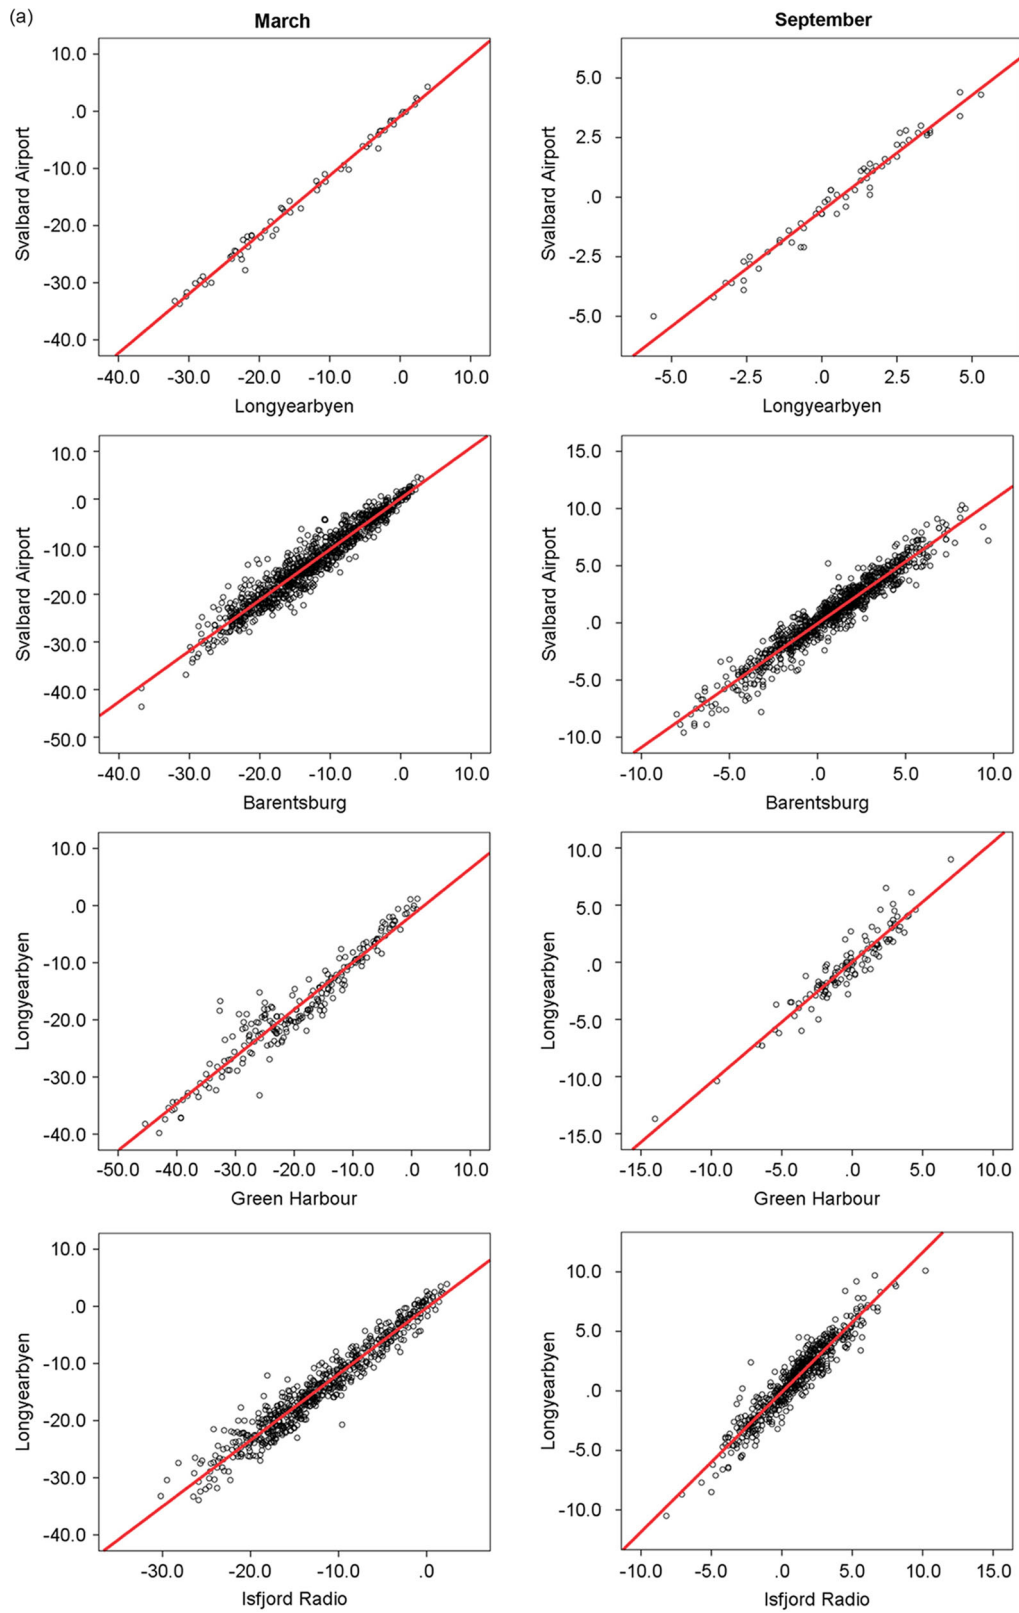 (a)
March
September
Svalbard Airport
10.0
.0
-10.0
-20.0
-30.0
-40.0
-40.0 -30.0 -20.0 -10.0 .0 10.0
Longyearbyen
Svalbard Airport
5.0
2.5
.0
-2.5
-5.0
-5.0 -2.5 .0 2.5 5.0
Longyearbyen
Svalbard Airport
10.0
.0
-10.0
-20.0
-30.0
-40.0
-50.0
-40.0 -30.0 -20.0 -10.0 .0 10.0
Barentsburg
Svalbard Airport
15.0
10.0
5.0
.0
-5.0
-10.0
-10.0 -5.0 .0 5.0 10.0
Barentsburg
Longyearbyen
10.0
.0
-10.0
-20.0
-30.0
-40.0
-50.0 -40.0 -30.0 -20.0 -10.0 .0 10.0
Green Harbour
Longyearbyen
10.0
5.0
.0
-5.0
-10.0
-15.0
-15.0 -10.0 -5.0 .0 5.0 10.0
Green Harbour
Longyearbyen
10.0
.0
-10.0
-20.0
-30.0
-40.0
-30.0 -20.0 -10.0 .0
Isfjord Radio
Longyearbyen
10.0
5.0
.0
-5.0
-10.0
-10.0 -5.0 .0 5.0 10.0 15.0
Isfjord Radio